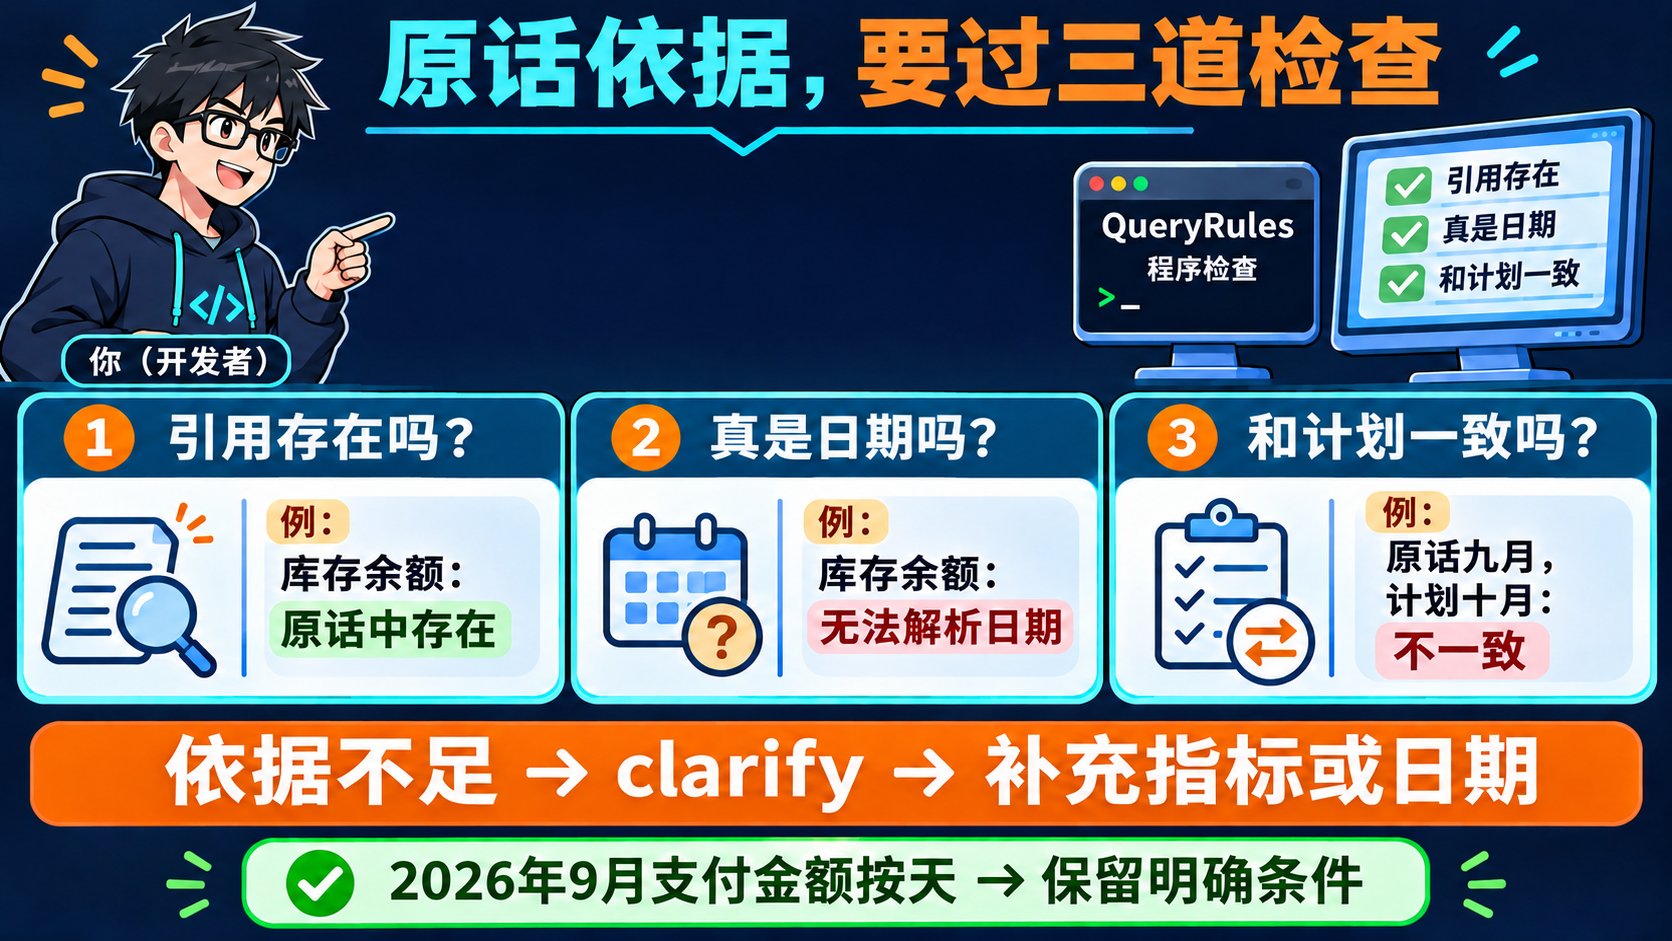 原话依据，要过三道检查
QueryRules
程序检查
>_
引用存在
真是日期
和计划一致
</>
你（开发者）
1 引用存在吗？
例：
库存余额：
原话中存在
2 真是日期吗？
例：
库存余额：
无法解析日期
?
3 和计划一致吗？
例：
原话九月，
计划十月：
不一致
依据不足 → clarify → 补充指标或日期
2026年9月支付金额按天 → 保留明确条件